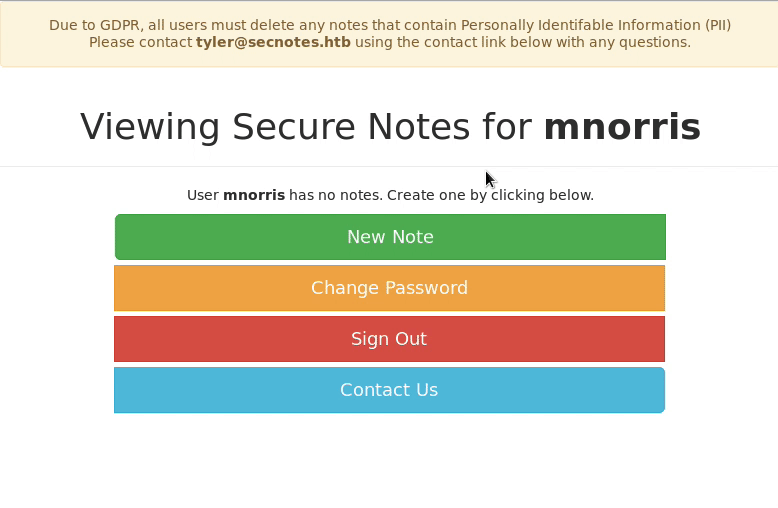 Due to GDPR, all users must delete any notes that contain Personally Identifable Information (PII)
Please contact tyler@secnotes.htb using the contact link below with any questions.
Viewing Secure Notes for mnorris
User mnorris has no notes. Create one by clicking below.
New Note
Change Password
Sign Out
Contact Us